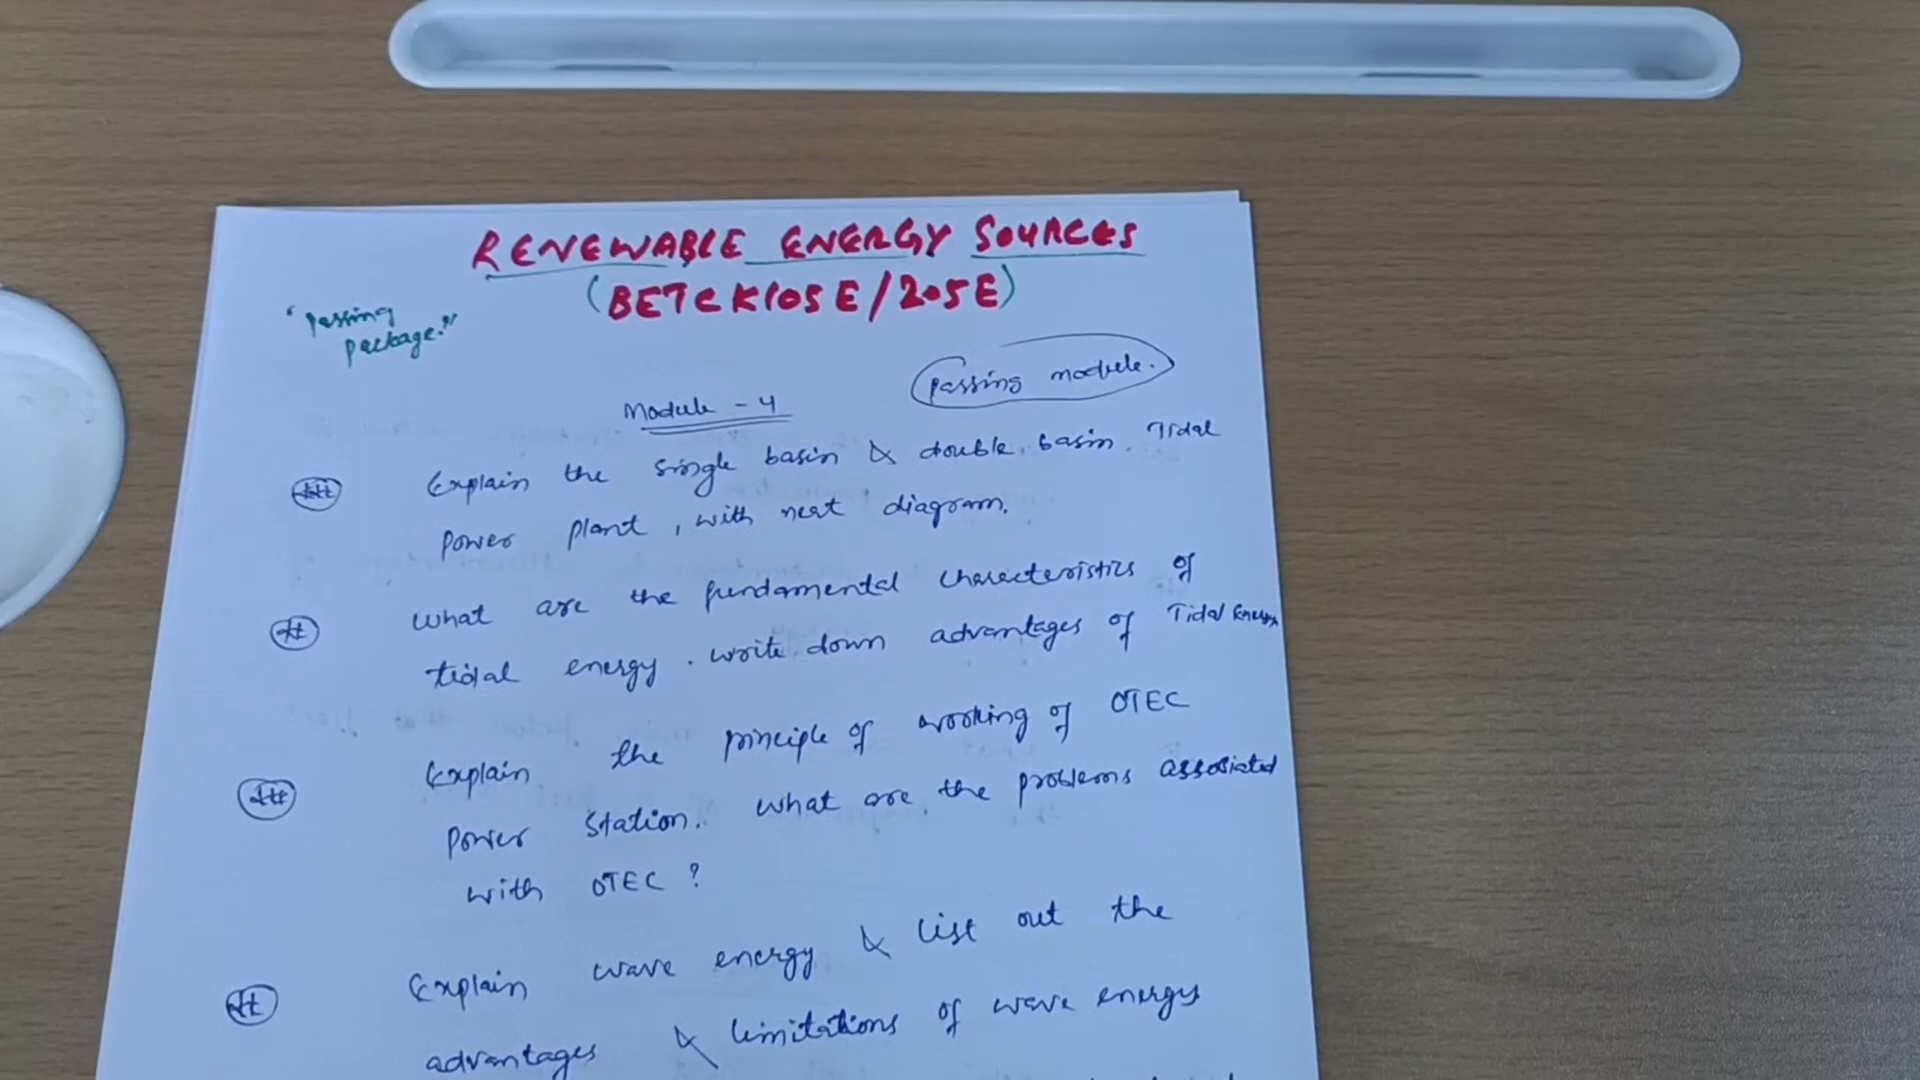 RENEWABLE ENERGY SOURCES
(BETCK105E/205E)
"Passing
package."
Passing module.
Module - 4
Explain the single basin & double basin Tidal
power plant, with neat diagram.
What are the fundamental characteristics of
tidal energy. write down advantages of Tidal Energy
Explain the principle of working of OTEC
power station. what are the problems associated
with OTEC ?
Explain wave energy & list out the
advantages & limitations of wave energy